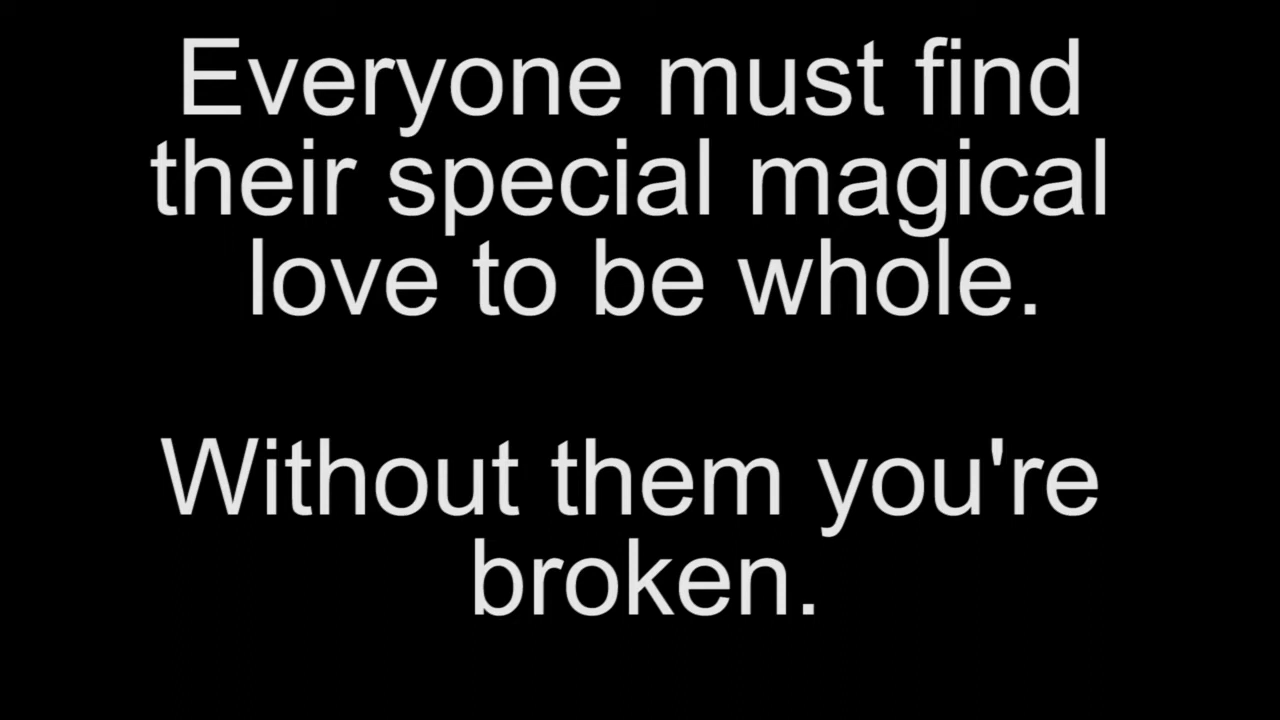 Everyone must find
their special magical
love to be whole.
Without them you're
broken.